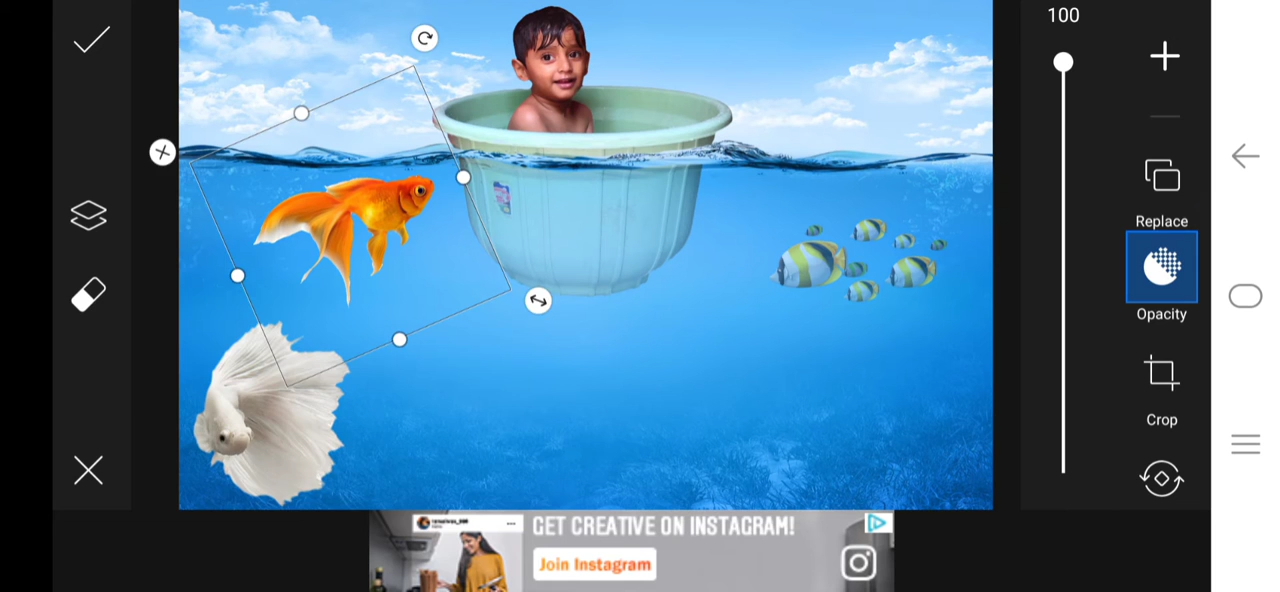 100
Replace
Opacity
Crop
GET CREATIVE ON INSTAGRAM!
Join Instagram